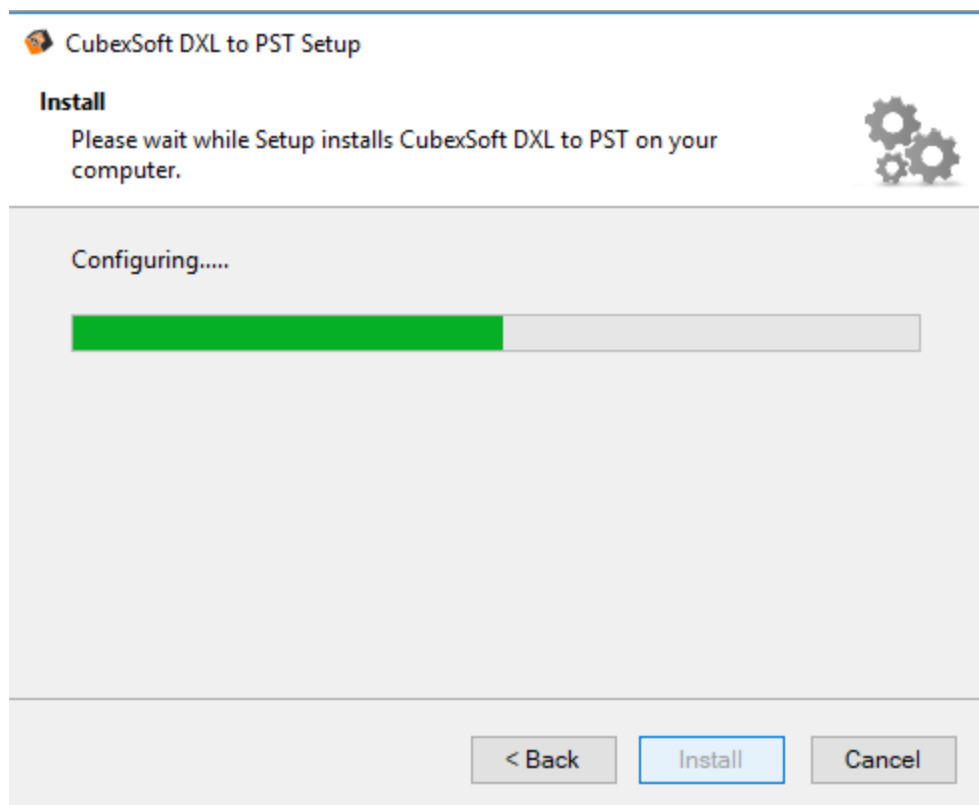 CubexSoft DXL to PST Setup
Install
Please wait while Setup installs CubexSoft DXL to PST on your
computer.
Configuring.....
< Back
Install
Cancel